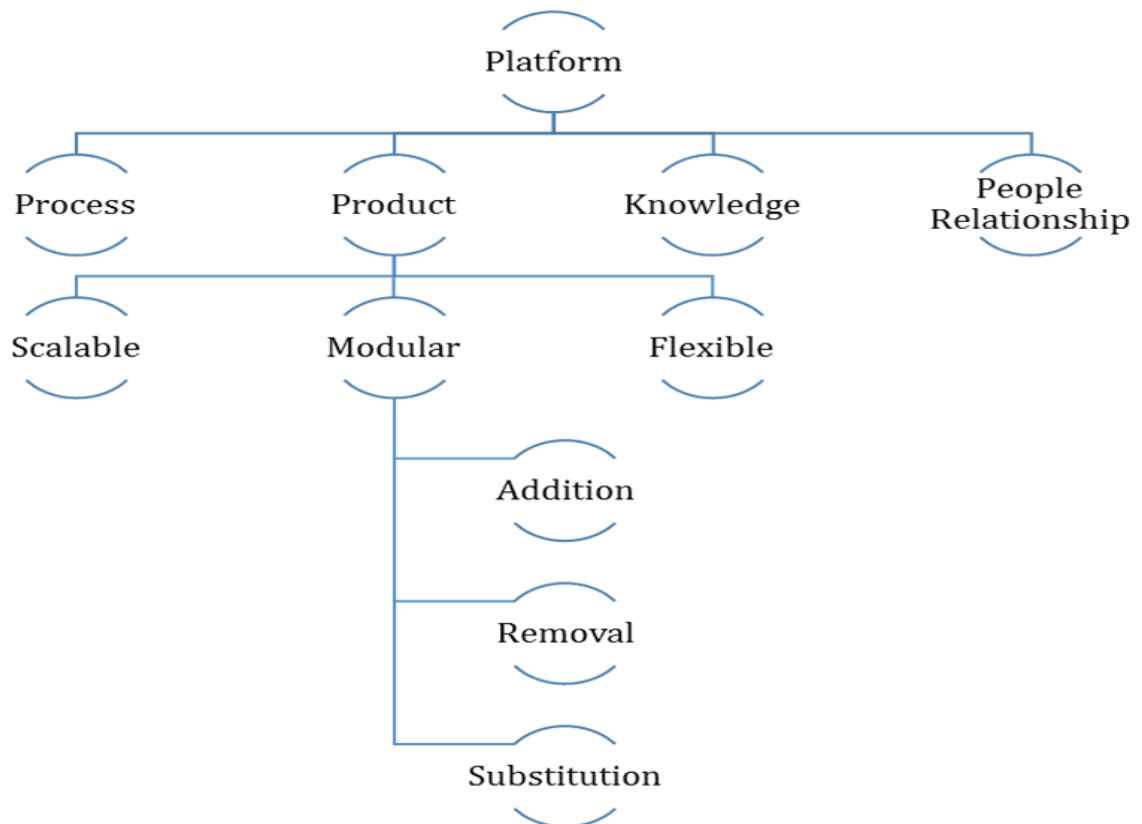 Platform
Process
Product
Knowledge
People
Relationship
Scalable
Modular
Flexible
Addition
Removal
Substitution